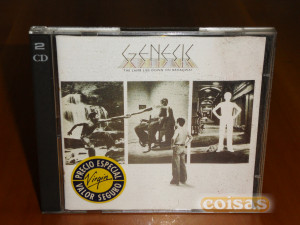 2
CD
GENESIS
THE LAMB LIES DOWN ON BROADWAY
PRECIO ESPECIAL
Virgin
VALOR SEGURO
coisas